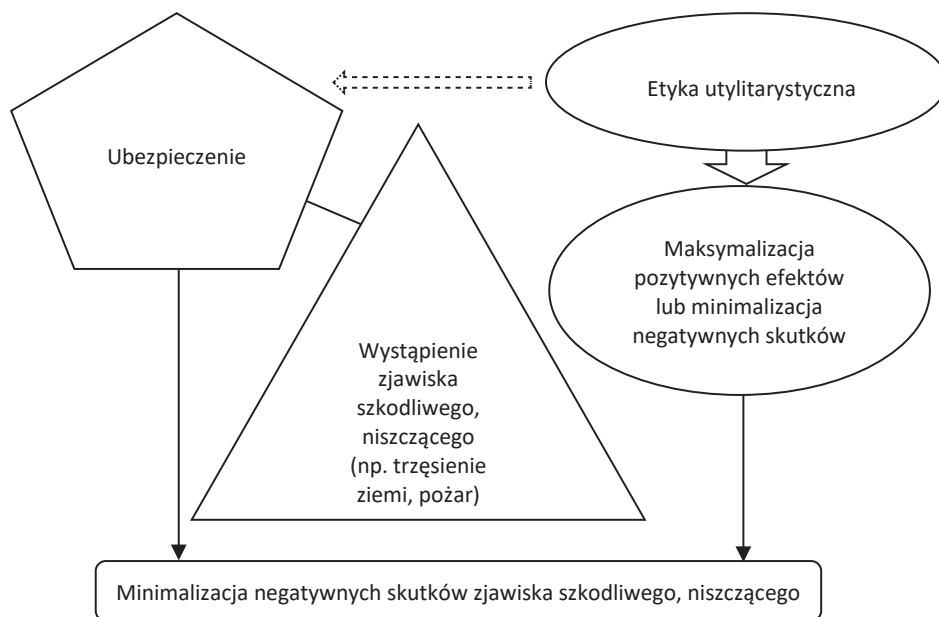 Etyka utylitarystyczna
Ubezpieczenie
Maksymalizacja
pozytywnych efektów
lub minimalizacja
negatywnych skutków
Wystąpienie
zjawiska
szkodliwego,
niszczącego
(np. trzęsienie
ziemi, pożar)
Minimalizacja negatywnych skutków zjawiska szkodliwego, niszczącego